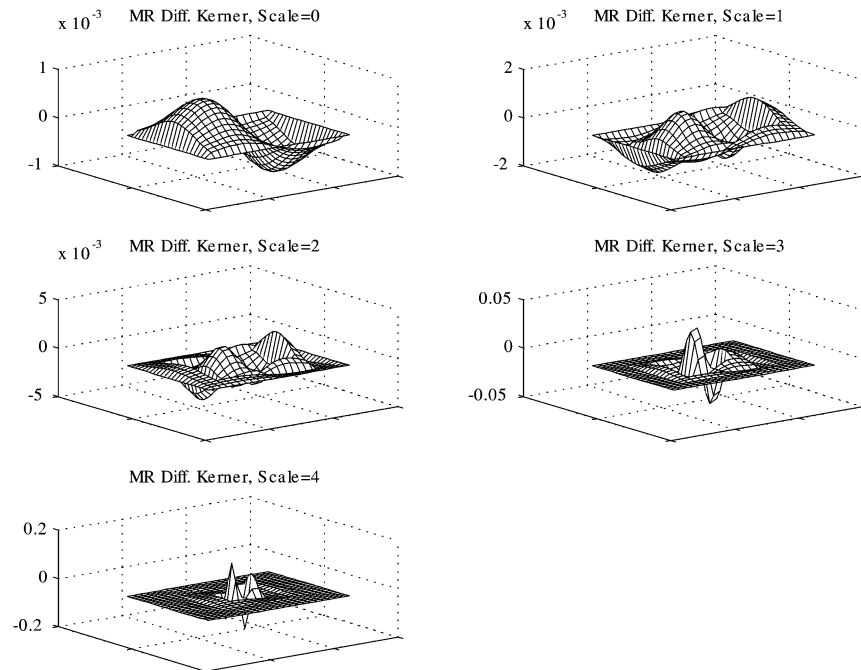 x 10-3
MR Diff. Kerner, Scale=0
1
0
-1
x 10-3
MR Diff. Kerner, Scale=1
2
0
-2
x 10-3
MR Diff. Kerner, Scale=2
5
0
-5
MR Diff. Kerner, Scale=3
0.05
0
-0.05
MR Diff. Kerner, Scale=4
0.2
0
-0.2